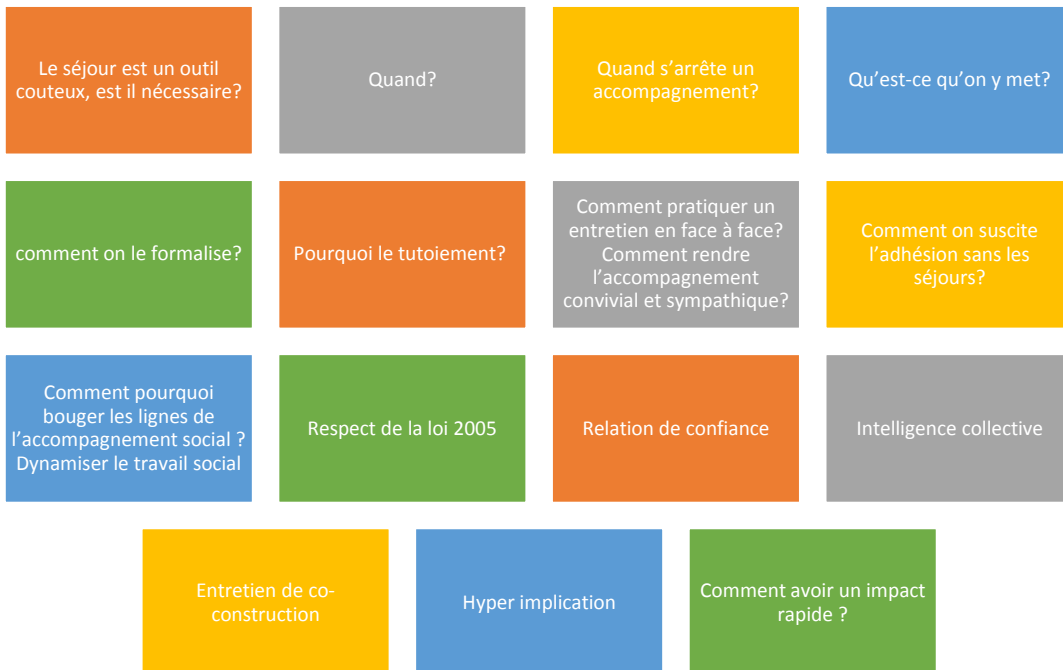 Le séjour est un outil
couteux, est il nécessaire?
Quand?
Quand s’arrête un
accompagnement?
Qu’est-ce qu’on y met?
comment on le formalise?
Pourquoi le tutoiement?
Comment pratiquer un
entretien en face à face?
Comment rendre
l’accompagnement
convivial et sympathique?
Comment on suscite
l’adhésion sans les
séjours?
Comment pourquoi
bouger les lignes de
l’accompagnement social ?
Dynamiser le travail social
Respect de la loi 2005
Relation de confiance
Intelligence collective
Entretien de co-
construction
Hyper implication
Comment avoir un impact
rapide ?